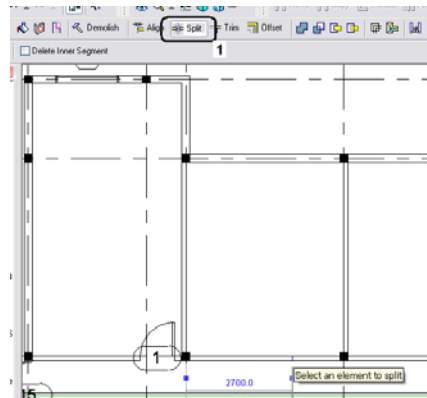 Demolish Align Split Trim Offset
Delete Inner Segment
1
1
2700.0
Select an element to split
15